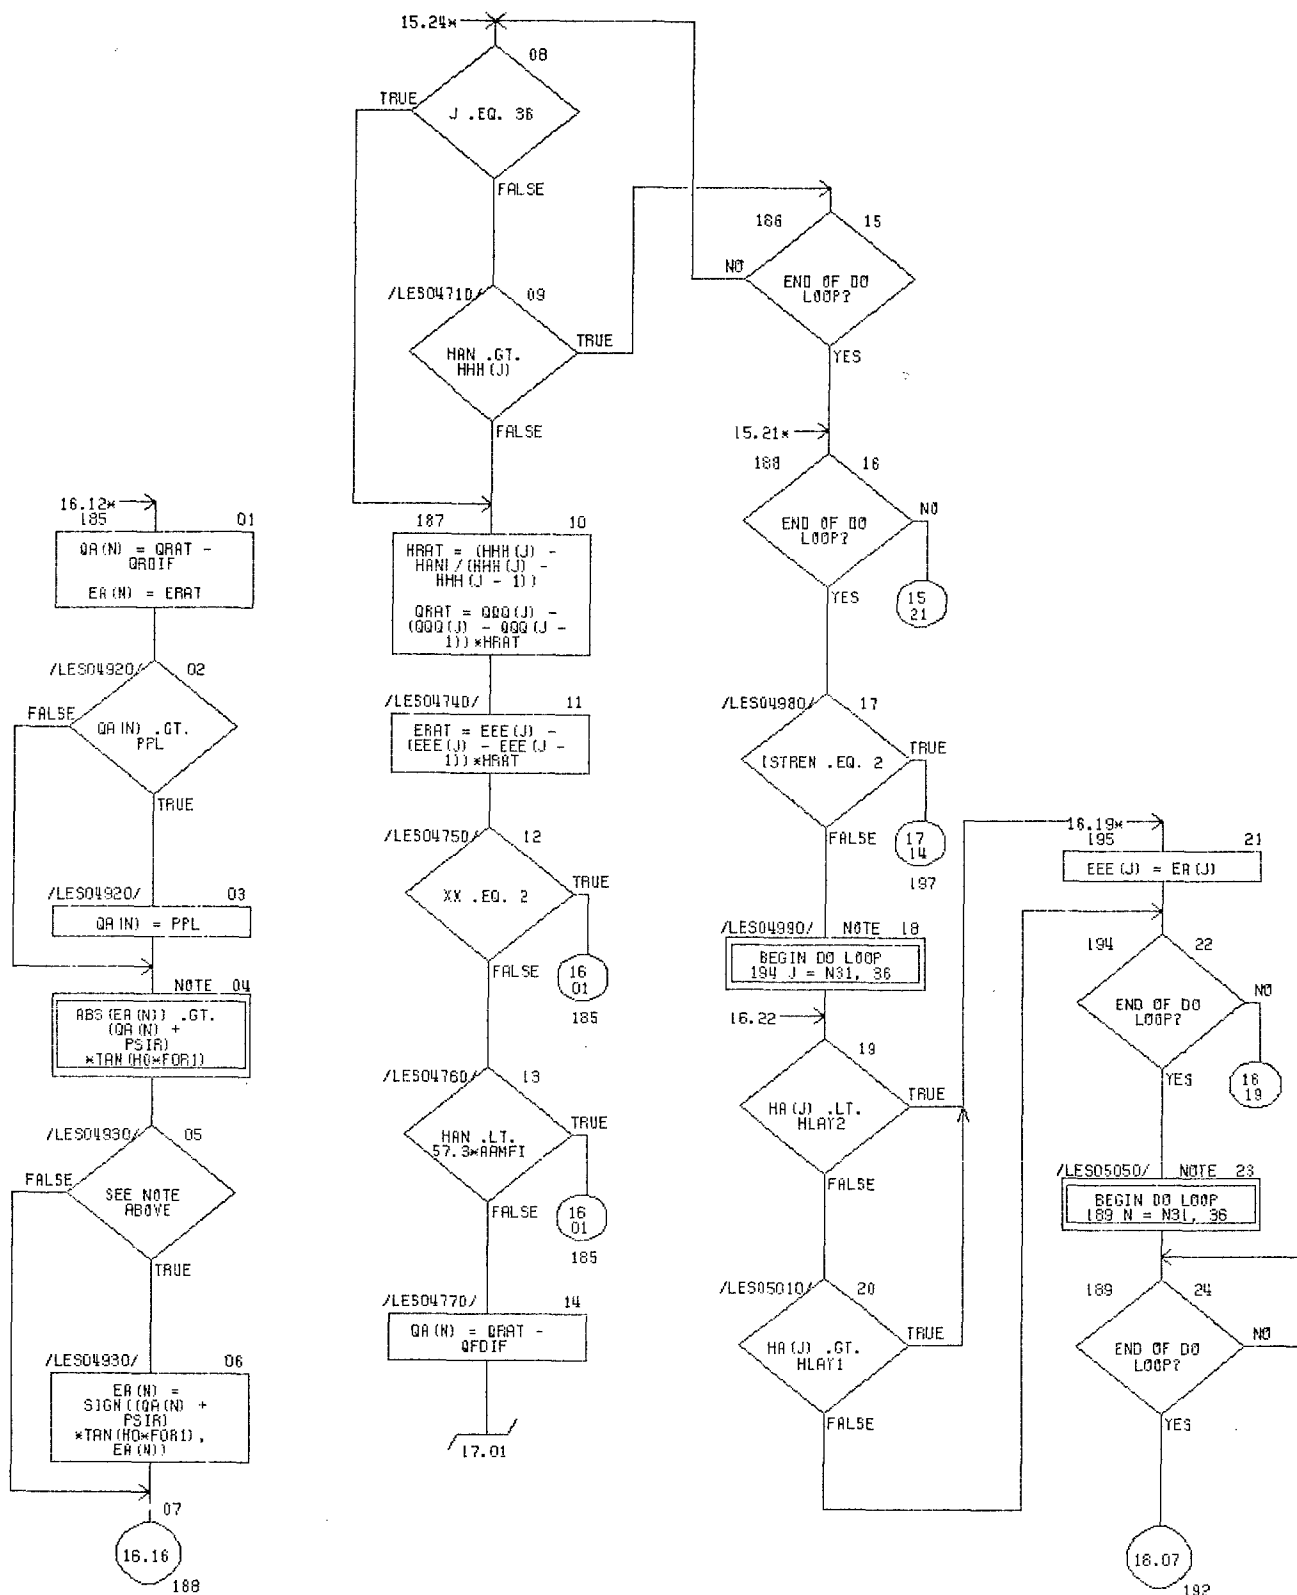 16.12*
185
01
QA(N) = QRAT -
QRDIF
EA(N) = ERAT
/LES04920/
02
FALSE
QA(N) .GT.
PPL
TRUE
/LES04920/
03
QA(N) = PPL
NOTE 04
ABS(EA(N)) .GT.
(QA(N) +
PSIR)
*TAN(HO*FOR1)
/LES04930/
05
FALSE
SEE NOTE
ABOVE
TRUE
/LES04930/
06
EA(N) =
SIGN((QA(N) +
PSIR)
*TAN(HO*FOR1),
EA(N))
07
16.16
188
15.24*
08
TRUE
J .EQ. 36
FALSE
/LES04710/
09
TRUE
HAN .GT.
HHH(J)
FALSE
187
10
HRAT = (HHH(J) -
HAN)/(HHH(J) -
HHH(J - 1))
QRAT = QQQ(J) -
(QQQ(J) - QQQ(J -
1))*HRAT
/LES04740/
11
ERAT = EEE(J) -
(EEE(J) - EEE(J -
1))*HRAT
/LES04750/
12
TRUE
XX .EQ. 2
FALSE
16
01
185
/LES04760/
13
TRUE
HAN .LT.
57.3*AAMFI
FALSE
16
01
185
/LES04770/
14
QA(N) = QRAT -
QFDIF
17.01
186
15
NO
END OF DO
LOOP?
YES
15.21*
188
16
NO
END OF DO
LOOP?
YES
15
21
/LES04980/
17
TRUE
ISTREN .EQ. 2
FALSE
17
14
197
/LES04990/
NOTE 18
BEGIN DO LOOP
194 J = N31, 36
16.22
19
TRUE
HA(J) .LT.
HLAY2
FALSE
/LES05010/
20
TRUE
HA(J) .GT.
HLAY1
FALSE
16.19*
195
21
EEE(J) = EA(J)
194
22
NO
END OF DO
LOOP?
YES
16
19
/LES05050/
NOTE 23
BEGIN DO LOOP
189 N = N31, 36
189
24
NO
END OF DO
LOOP?
YES
18.07
192